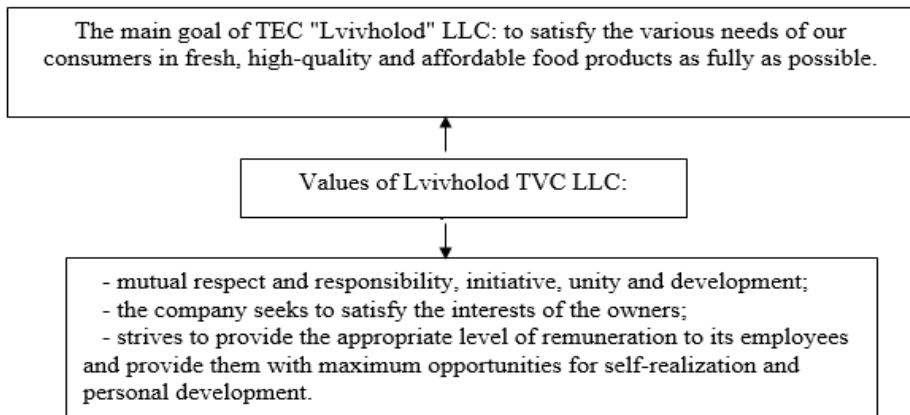 The main goal of TEC "Lvivholod" LLC: to satisfy the various needs of our
consumers in fresh, high-quality and affordable food products as fully as possible.
Values of Lvivholod TVC LLC:
- mutual respect and responsibility, initiative, unity and development;
- the company seeks to satisfy the interests of the owners;
- strives to provide the appropriate level of remuneration to its employees
and provide them with maximum opportunities for self-realization and
personal development.